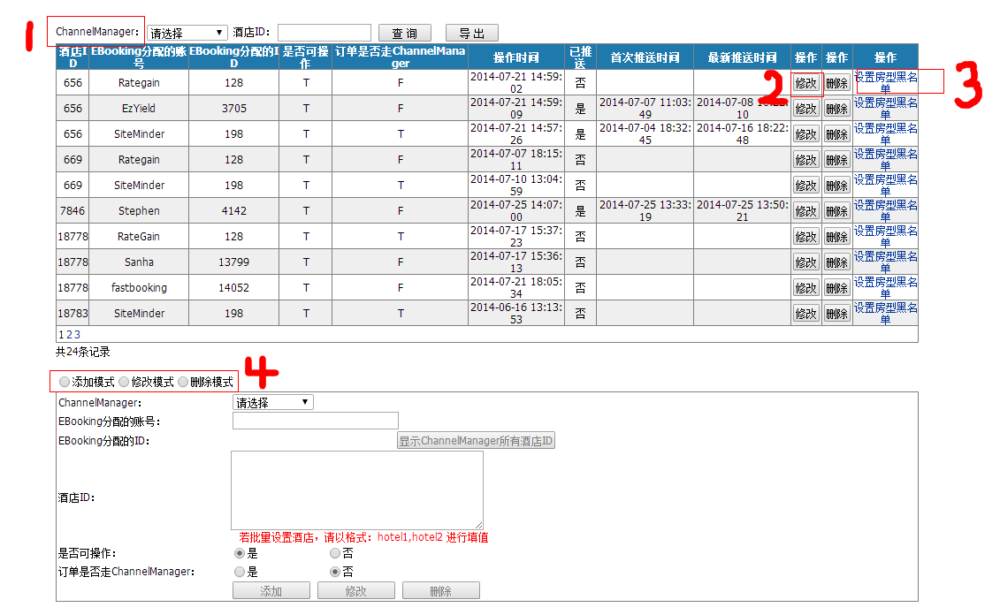 1 ChannelManager: 请选择 酒店ID: 查 询 导 出
酒店ID EBooking分配的账号 EBooking分配的ID 是否可操作 订单是否走ChannelManager 操作时间 已推送 首次推送时间 最新推送时间 操作 操作 操作
656 Rategain 128 T F 2014-07-21 14:59:02 否 2 修改 删除 设置房型黑名单 3
656 EzYield 3705 T F 2014-07-21 14:59:09 是 2014-07-07 11:03:49 2014-07-08 10 修改 删除 设置房型黑名单
656 SiteMinder 198 T T 2014-07-21 14:57:26 是 2014-07-04 18:32:45 2014-07-16 18:22:48 修改 删除 设置房型黑名单
669 Rategain 128 T F 2014-07-07 18:15:11 否 修改 删除 设置房型黑名单
669 SiteMinder 198 T T 2014-07-10 13:04:59 否 修改 删除 设置房型黑名单
7846 Stephen 4142 T F 2014-07-25 14:07:00 是 2014-07-25 13:33:19 2014-07-25 13:50:21 修改 删除 设置房型黑名单
18778 RateGain 128 T T 2014-07-17 15:37:23 否 修改 删除 设置房型黑名单
18778 Sanha 13799 T F 2014-07-17 15:36:13 否 修改 删除 设置房型黑名单
18778 fastbooking 14052 T F 2014-07-21 18:05:34 否 修改 删除 设置房型黑名单
18783 SiteMinder 198 T T 2014-06-16 13:13:53 否 修改 删除 设置房型黑名单
1 2 3
共24条记录
添加模式 修改模式 删除模式 4
ChannelManager: 请选择
EBooking分配的账号:
EBooking分配的ID: 显示ChannelManager所有酒店ID
酒店ID:
若批量设置酒店，请以格式：hotel1,hotel2 进行填值
是否可操作: 是 否
订单是否走ChannelManager: 是 否
添加 修改 删除